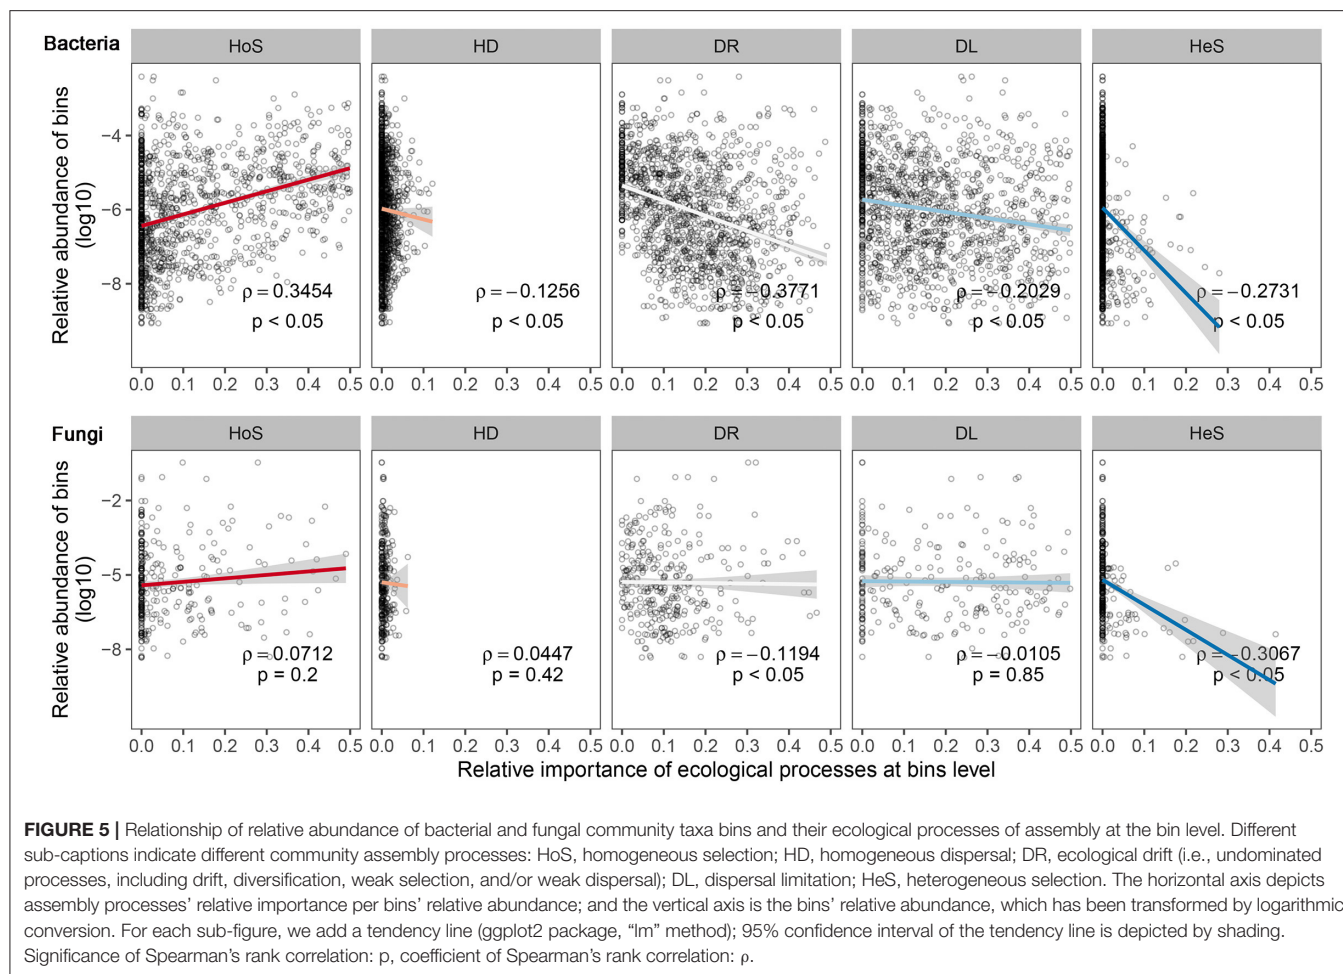 Bacteria
HoS
HD
DR
DL
HeS
Relative abundance of bins
(log10)
−4
−6
−8
ρ = 0.3454
p < 0.05
ρ = −0.1256
p < 0.05
ρ = −0.3771
p < 0.05
ρ = −0.2029
p < 0.05
ρ = −0.2731
p < 0.05
0.0 0.1 0.2 0.3 0.4 0.5
0.0 0.1 0.2 0.3 0.4 0.5
0.0 0.1 0.2 0.3 0.4 0.5
0.0 0.1 0.2 0.3 0.4 0.5
0.0 0.1 0.2 0.3 0.4 0.5
Fungi
HoS
HD
DR
DL
HeS
Relative abundance of bins
(log10)
−2
−5
−8
ρ = 0.0712
p = 0.2
ρ = 0.0447
p = 0.42
ρ = −0.1194
p < 0.05
ρ = −0.0105
p = 0.85
ρ = −0.3067
p < 0.05
0.0 0.1 0.2 0.3 0.4 0.5
0.0 0.1 0.2 0.3 0.4 0.5
0.0 0.1 0.2 0.3 0.4 0.5
0.0 0.1 0.2 0.3 0.4 0.5
0.0 0.1 0.2 0.3 0.4 0.5
Relative importance of ecological processes at bins level
FIGURE 5 | Relationship of relative abundance of bacterial and fungal community taxa bins and their ecological processes of assembly at the bin level. Different
sub-captions indicate different community assembly processes: HoS, homogeneous selection; HD, homogeneous dispersal; DR, ecological drift (i.e., undominated
processes, including drift, diversification, weak selection, and/or weak dispersal); DL, dispersal limitation; HeS, heterogeneous selection. The horizontal axis depicts
assembly processes' relative importance per bins' relative abundance; and the vertical axis is the bins' relative abundance, which has been transformed by logarithmic
conversion. For each sub-figure, we add a tendency line (ggplot2 package, "lm" method); 95% confidence interval of the tendency line is depicted by shading.
Significance of Spearman's rank correlation: p, coefficient of Spearman's rank correlation: ρ.